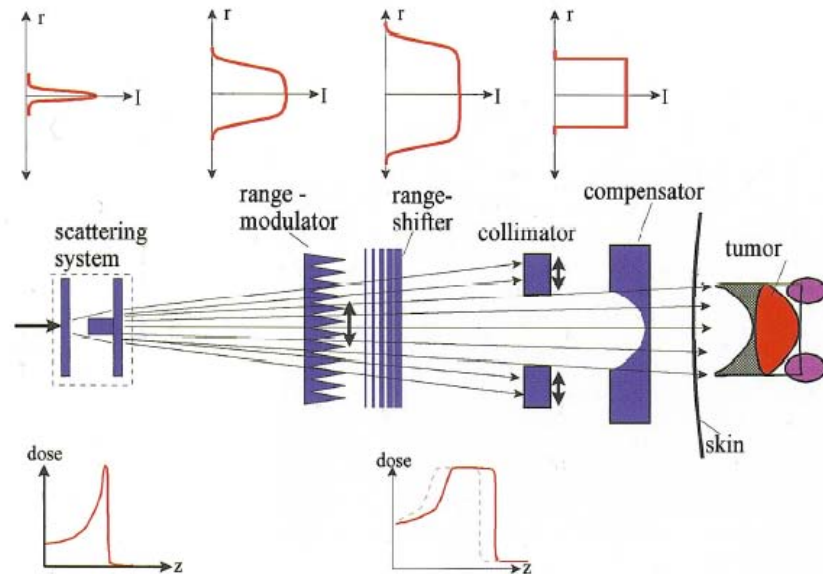 r
r
r
r
I
I
I
I
range -
modulator
range-
shifter
compensator
scattering
system
collimator
tumor
skin
dose
z
dose
z